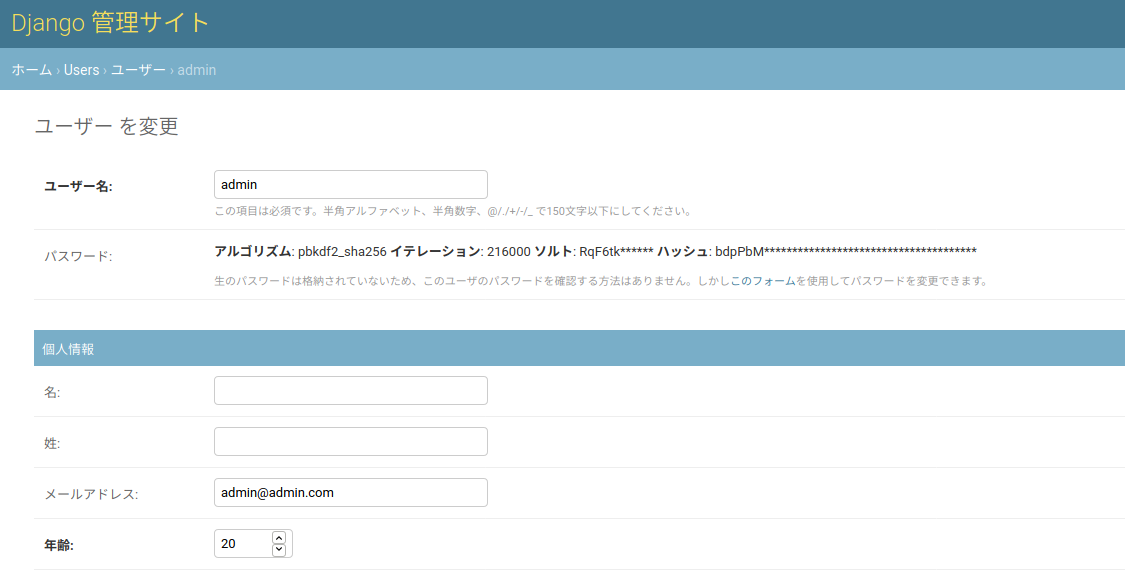 Django 管理サイト
ホーム › Users › ユーザー › admin
ユーザー を変更
ユーザー名: admin
この項目は必須です。半角アルファベット、半角数字、@/./+/-/_ で150文字以下にしてください。
パスワード: アルゴリズム: pbkdf2_sha256 イテレーション: 216000 ソルト: RqF6tk****** ハッシュ: bdpPbM**************************************
生のパスワードは格納されていないため、このユーザのパスワードを確認する方法はありません。しかしこのフォームを使用してパスワードを変更できます。
個人情報
名:
姓:
メールアドレス: admin@admin.com
年齢: 20